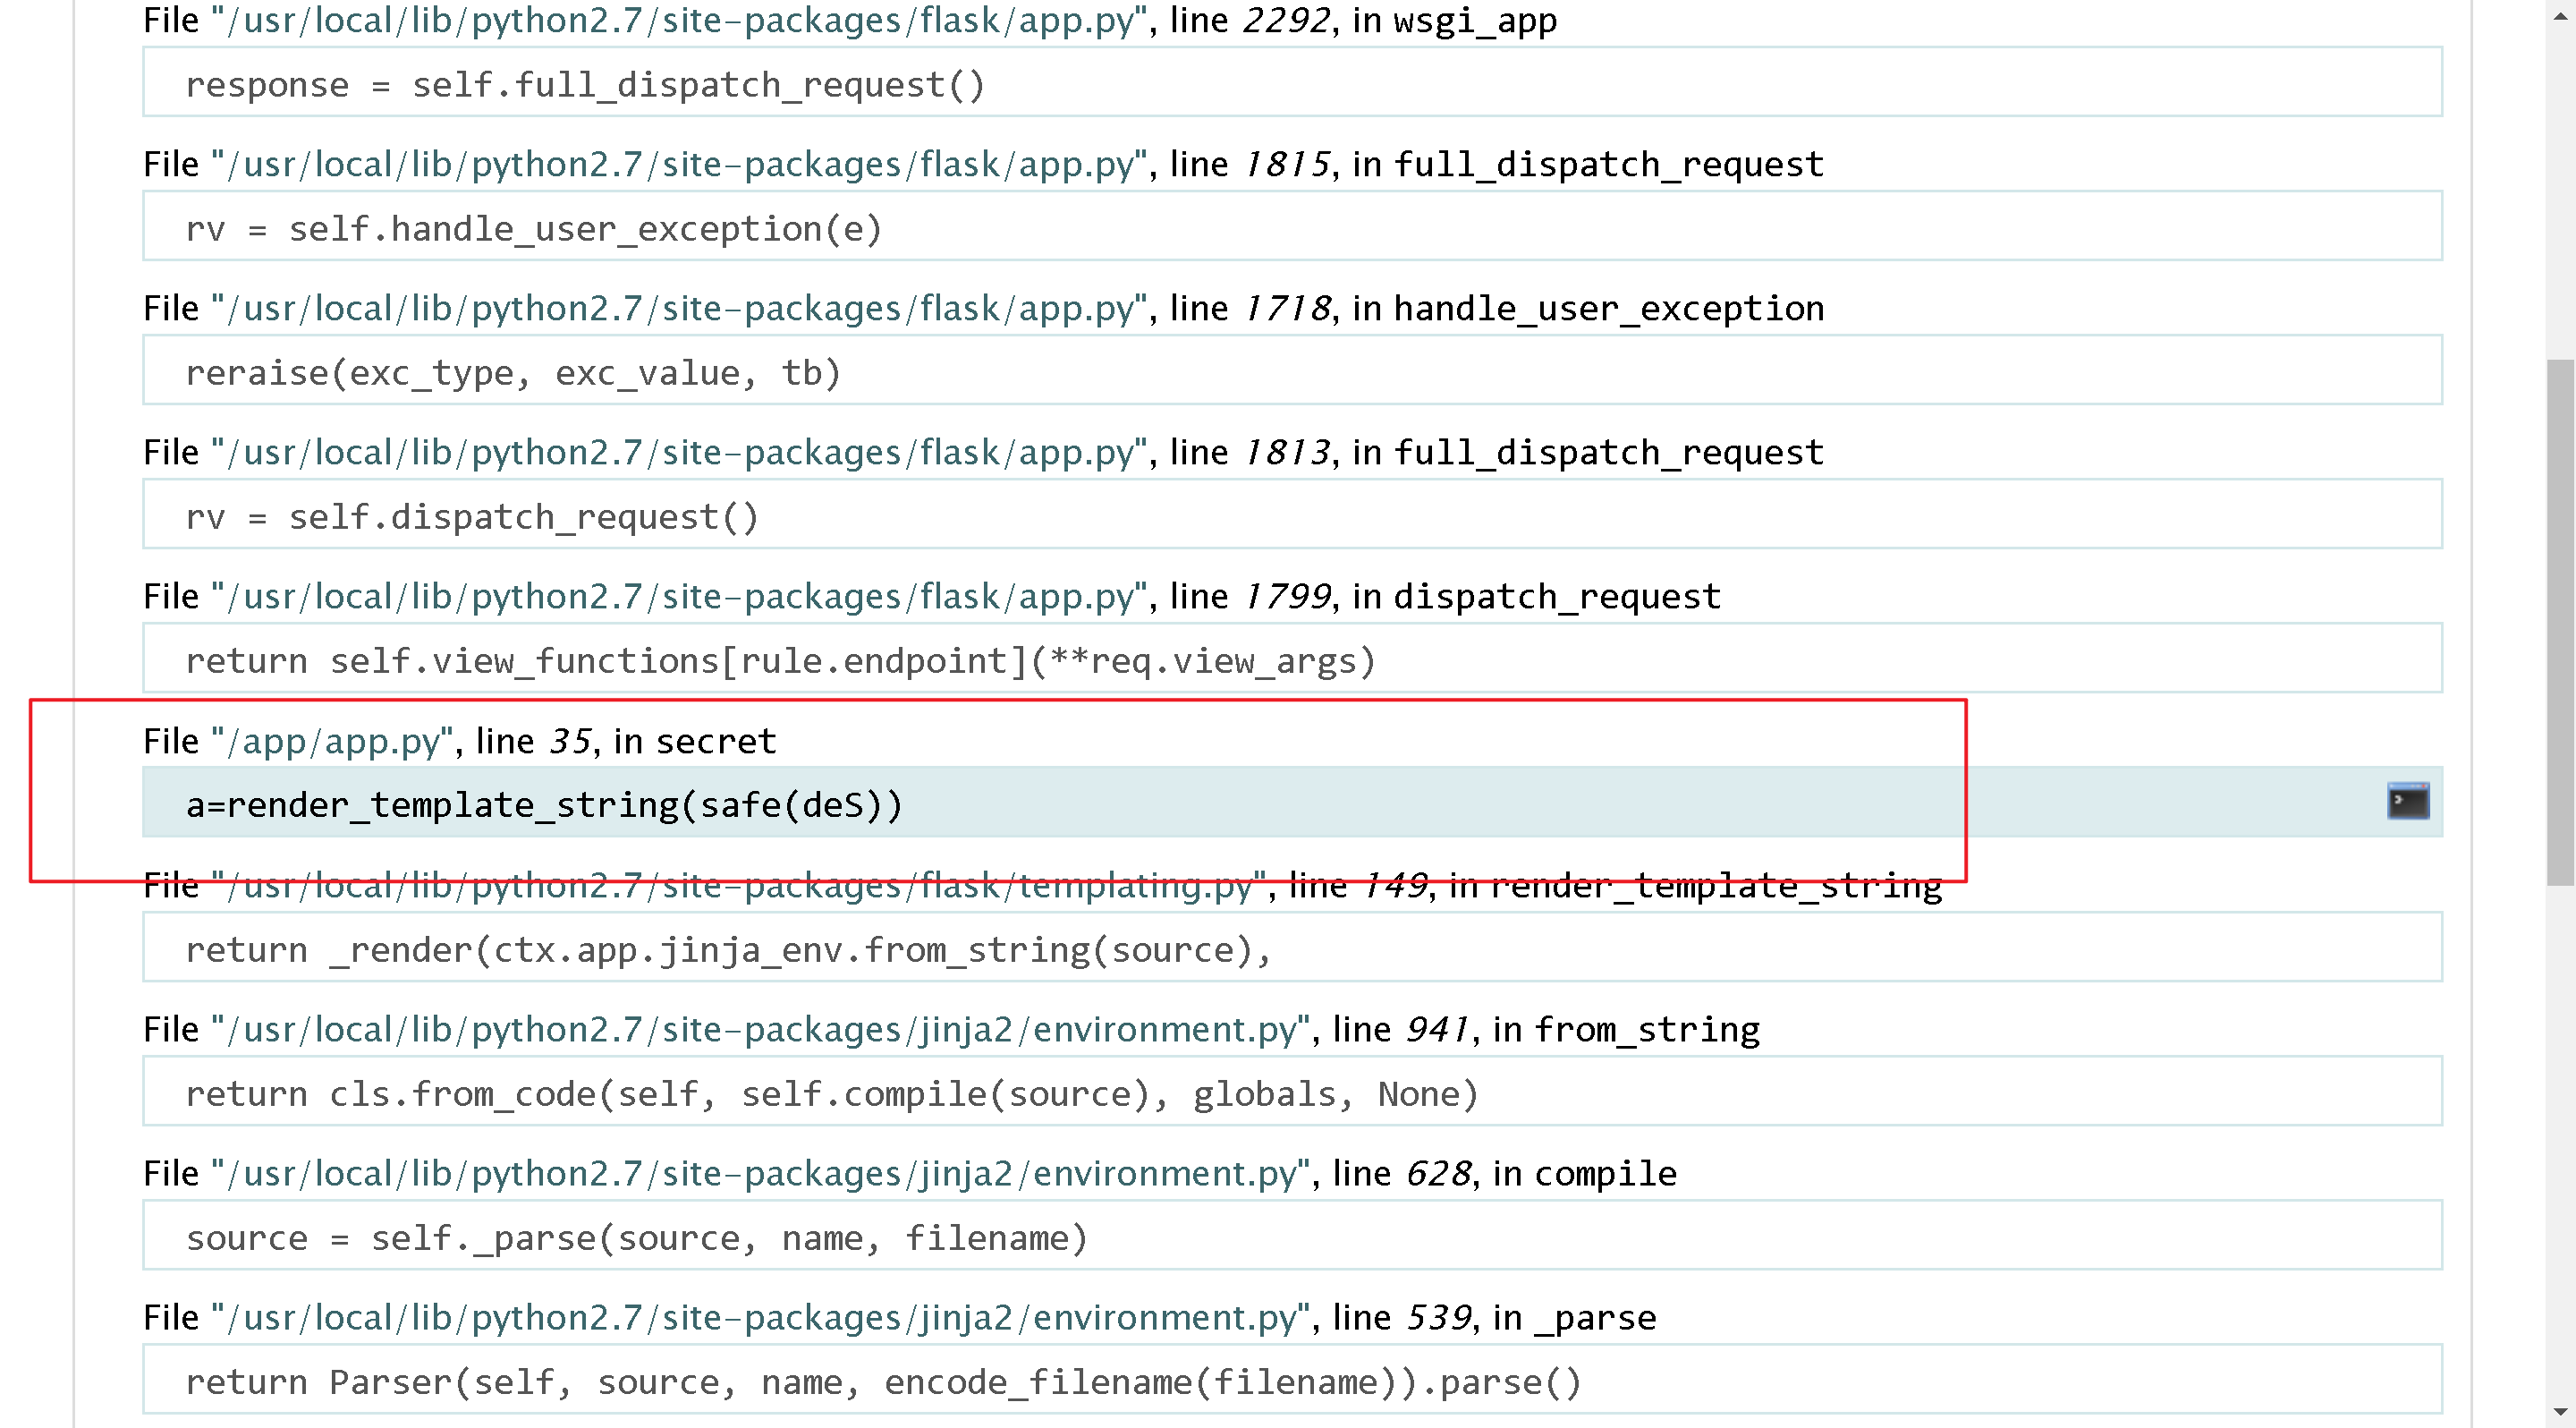 File "/usr/local/lib/python2.7/site-packages/flask/app.py", line 2292, in wsgi_app
response = self.full_dispatch_request()
File "/usr/local/lib/python2.7/site-packages/flask/app.py", line 1815, in full_dispatch_request
rv = self.handle_user_exception(e)
File "/usr/local/lib/python2.7/site-packages/flask/app.py", line 1718, in handle_user_exception
reraise(exc_type, exc_value, tb)
File "/usr/local/lib/python2.7/site-packages/flask/app.py", line 1813, in full_dispatch_request
rv = self.dispatch_request()
File "/usr/local/lib/python2.7/site-packages/flask/app.py", line 1799, in dispatch_request
return self.view_functions[rule.endpoint](**req.view_args)
File "/app/app.py", line 35, in secret
a=render_template_string(safe(deS))
File "/usr/local/lib/python2.7/site-packages/flask/templating.py", line 149, in render_template_string
return _render(ctx.app.jinja_env.from_string(source),
File "/usr/local/lib/python2.7/site-packages/jinja2/environment.py", line 941, in from_string
return cls.from_code(self, self.compile(source), globals, None)
File "/usr/local/lib/python2.7/site-packages/jinja2/environment.py", line 628, in compile
source = self._parse(source, name, filename)
File "/usr/local/lib/python2.7/site-packages/jinja2/environment.py", line 539, in _parse
return Parser(self, source, name, encode_filename(filename)).parse()